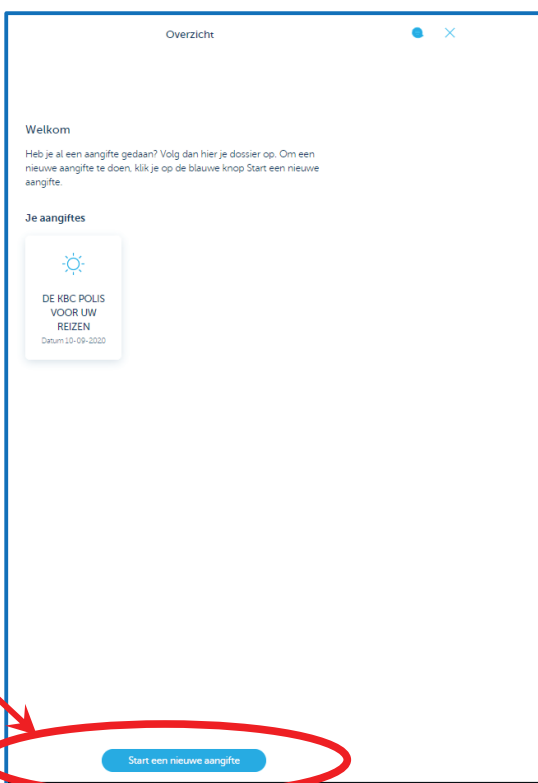 Overzicht
Welkom
Heb je al een aangifte gedaan? Volg dan hier je dossier op. Om een
nieuwe aangifte te doen, klik je op de blauwe knop Start een nieuwe
aangifte.
Je aangiftes
DE KBC POLIS
VOOR UW
REIZEN
Datum 10-09-2020
Start een nieuwe aangifte